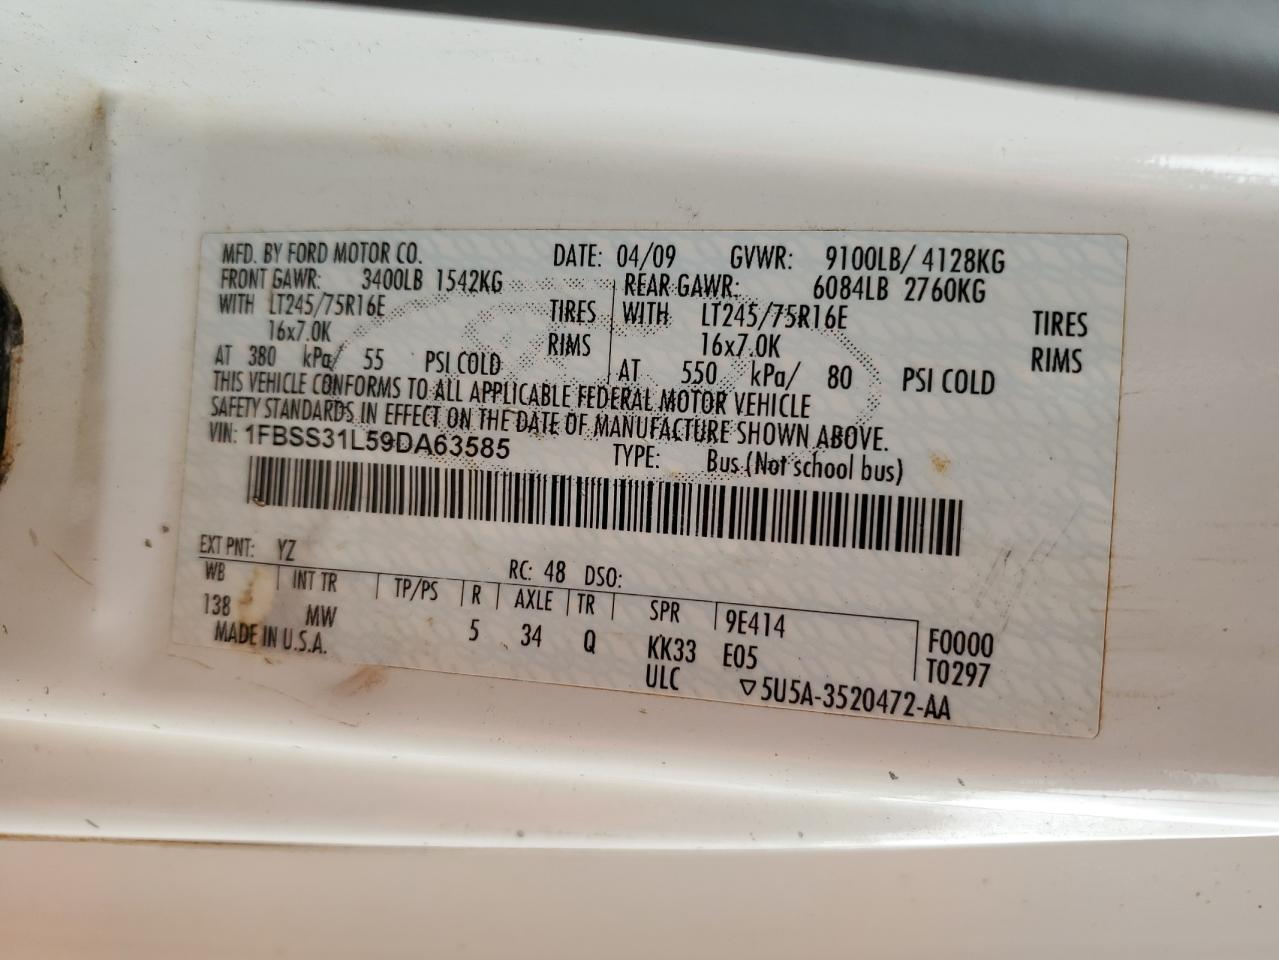 MFD. BY FORD MOTOR CO. DATE: 04/09 GVWR: 9100LB/ 4128KG
FRONT GAWR: 3400LB 1542KG REAR GAWR: 6084LB 2760KG
WITH LT245/75R16E TIRES WITH LT245/75R16E TIRES
16x7.0K RIMS 16x7.0K RIMS
AT 380 kPa/ 55 PSI COLD AT 550 kPa/ 80 PSI COLD
THIS VEHICLE CONFORMS TO ALL APPLICABLE FEDERAL MOTOR VEHICLE
SAFETY STANDARDS IN EFFECT ON THE DATE OF MANUFACTURE SHOWN ABOVE.
VIN: 1FBSS31L59DA63585 TYPE: Bus (Not school bus)
EXT PNT: YZ RC: 48 DSO:
WB INT TR TP/PS R AXLE TR SPR 9E414 F0000
138 MW 5 34 Q KK33 E05 T0297
MADE IN U.S.A. ULC ▽5U5A-3520472-AA